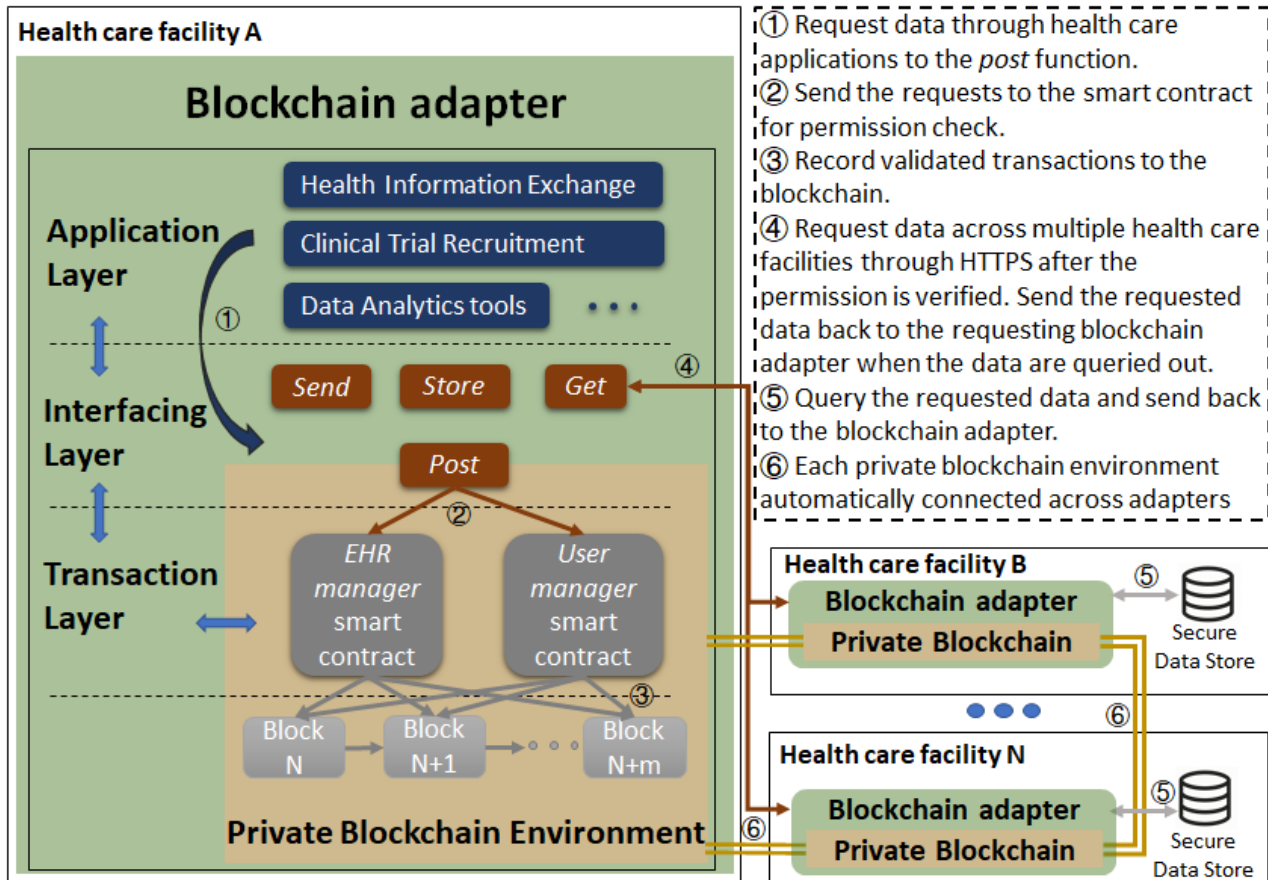 Health care facility A
Blockchain adapter
Application
Layer
Health Information Exchange
Clinical Trial Recruitment
Data Analytics tools
①
Send
Store
Get
④
Interfacing
Layer
Post
②
Transaction
Layer
EHR
manager
smart
contract
User
manager
smart
contract
③
Block
N
Block
N+1
Block
N+m
Private Blockchain Environment
① Request data through health care
applications to the post function.
② Send the requests to the smart contract
for permission check.
③ Record validated transactions to the
blockchain.
④ Request data across multiple health care
facilities through HTTPS after the
permission is verified. Send the requested
data back to the requesting blockchain
adapter when the data are queried out.
⑤ Query the requested data and send back
to the blockchain adapter.
⑥ Each private blockchain environment
automatically connected across adapters
Health care facility B
Blockchain adapter
Private Blockchain
⑤
Secure
Data Store
⑥
Health care facility N
Blockchain adapter
Private Blockchain
⑤
Secure
Data Store
⑥